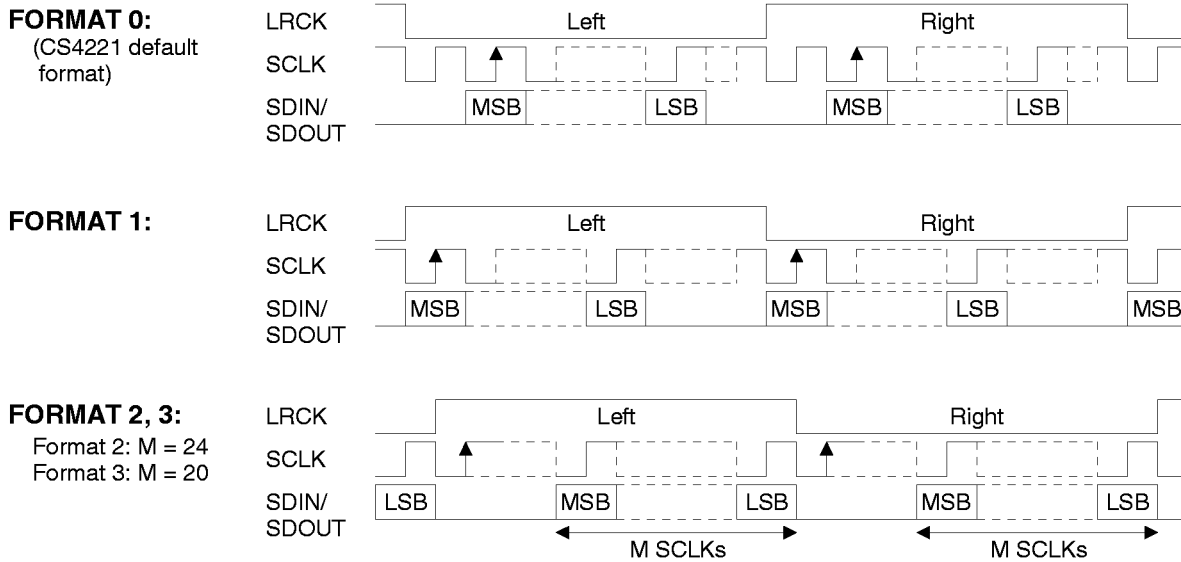 FORMAT 0:
(CS4221 default
format)
LRCK
Left
Right
SCLK
SDIN/
SDOUT
MSB
LSB
MSB
LSB
FORMAT 1:
LRCK
Left
Right
SCLK
SDIN/
SDOUT
MSB
LSB
MSB
LSB
MSB
FORMAT 2, 3:
Format 2: M = 24
Format 3: M = 20
LRCK
Left
Right
SCLK
SDIN/
SDOUT
LSB
MSB
LSB
MSB
LSB
M SCLKs
M SCLKs